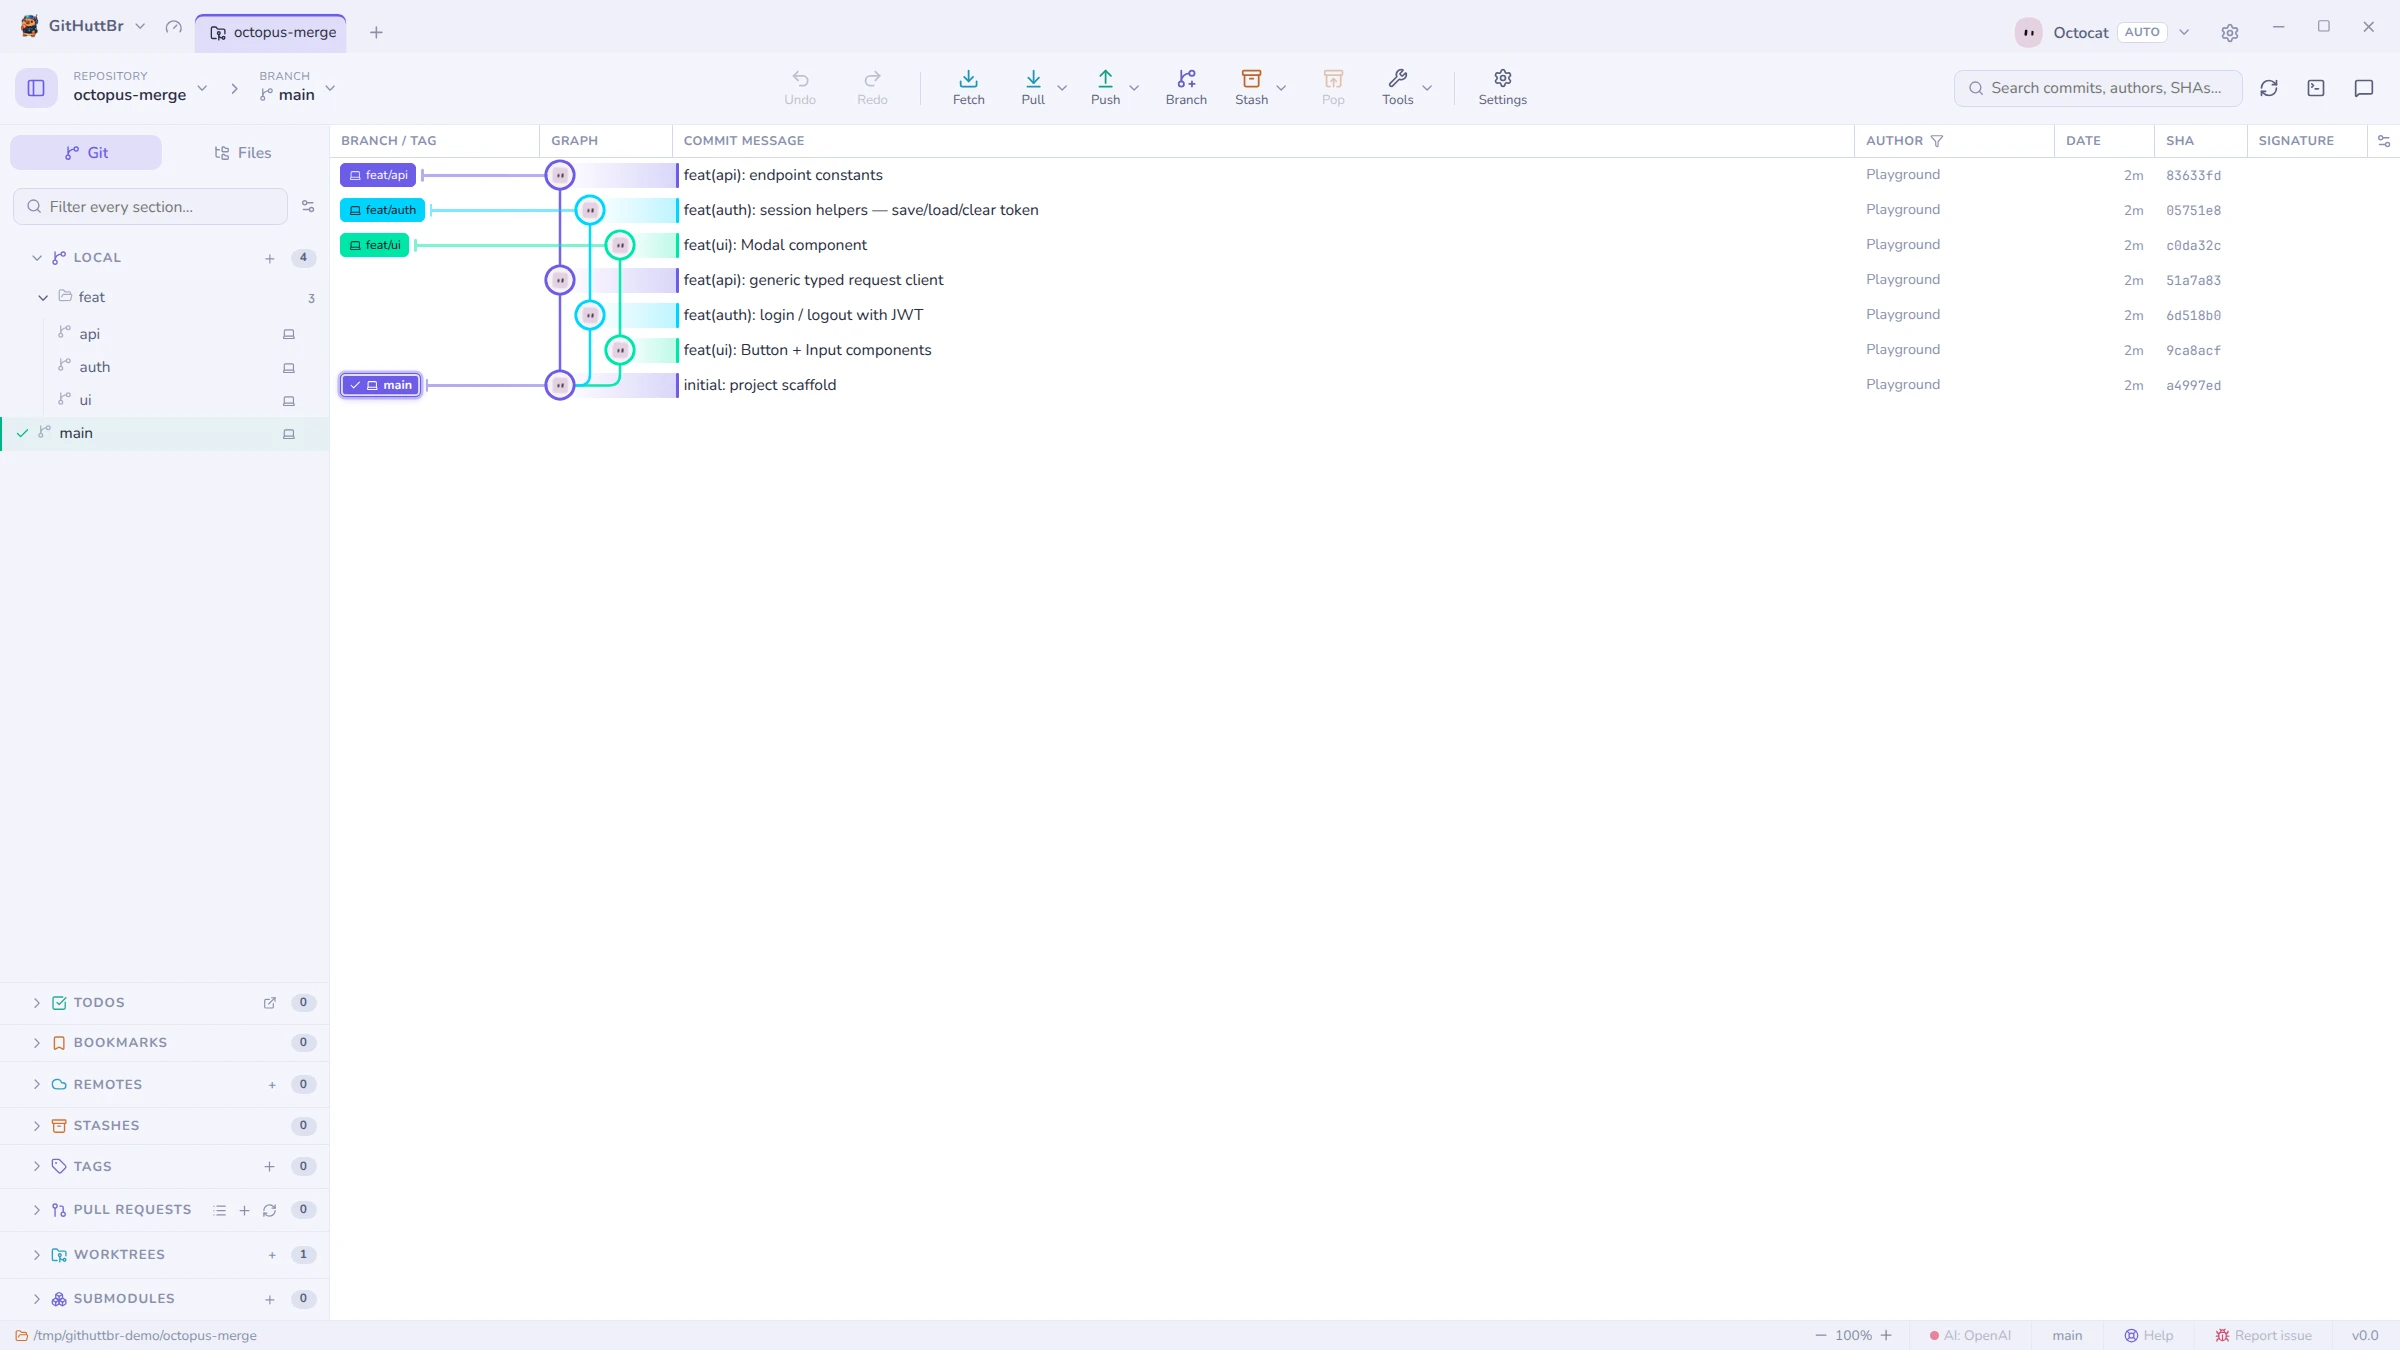 GitHuttBr
octopus-merge
Octocat AUTO
REPOSITORY
octopus-merge
BRANCH
main
Undo
Redo
Fetch
Pull
Push
Branch
Stash
Pop
Tools
Settings
Search commits, authors, SHAs...
Git
Files
Filter every section...
LOCAL 4
feat 3
api
auth
ui
main
TODOS 0
BOOKMARKS 0
REMOTES 0
STASHES 0
TAGS 0
PULL REQUESTS 0
WORKTREES 1
SUBMODULES 0
BRANCH / TAG GRAPH COMMIT MESSAGE AUTHOR DATE SHA SIGNATURE
feat/api feat(api): endpoint constants Playground 2m 83633fd
feat/auth feat(auth): session helpers — save/load/clear token Playground 2m 05751e8
feat/ui feat(ui): Modal component Playground 2m c0da32c
feat(api): generic typed request client Playground 2m 51a7a83
feat(auth): login / logout with JWT Playground 2m 6d518b0
feat(ui): Button + Input components Playground 2m 9ca8acf
main initial: project scaffold Playground 2m a4997ed
/tmp/githuttbr-demo/octopus-merge
100% AI: OpenAI main Help Report issue v0.0